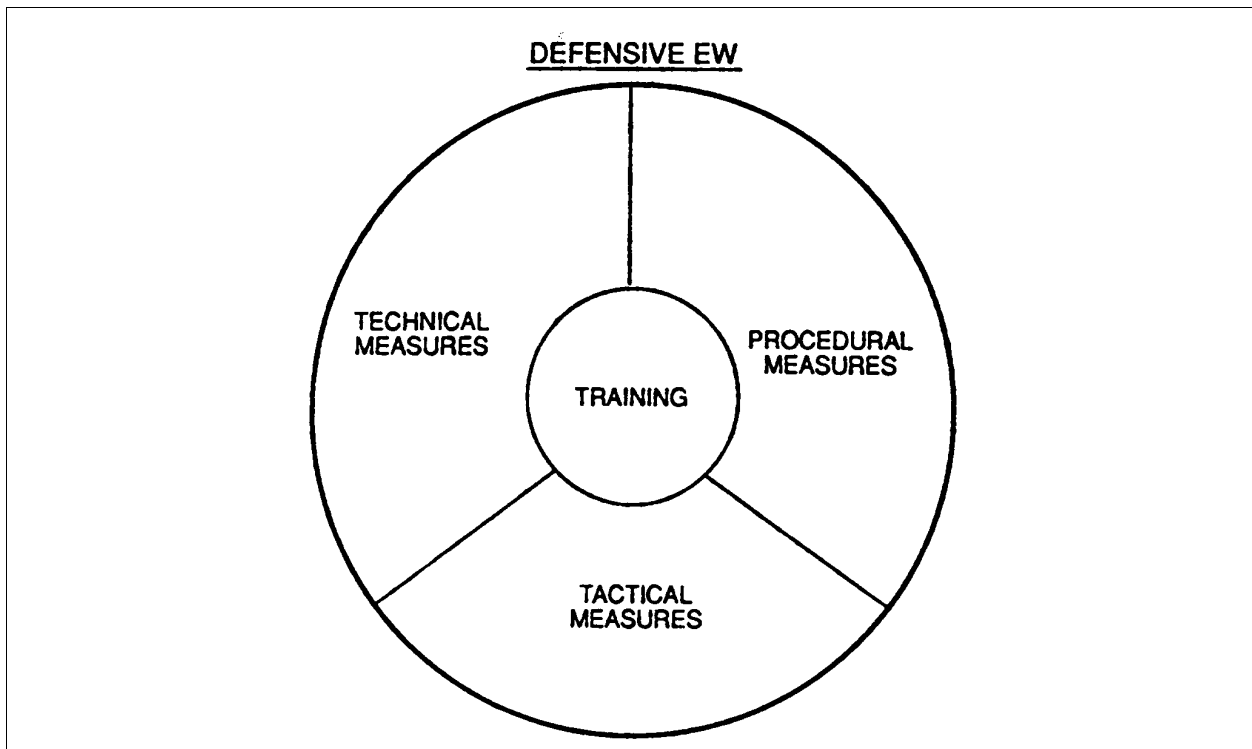 DEFENSIVE EW
TECHNICAL
MEASURES
PROCEDURAL
MEASURES
TRAINING
TACTICAL
MEASURES